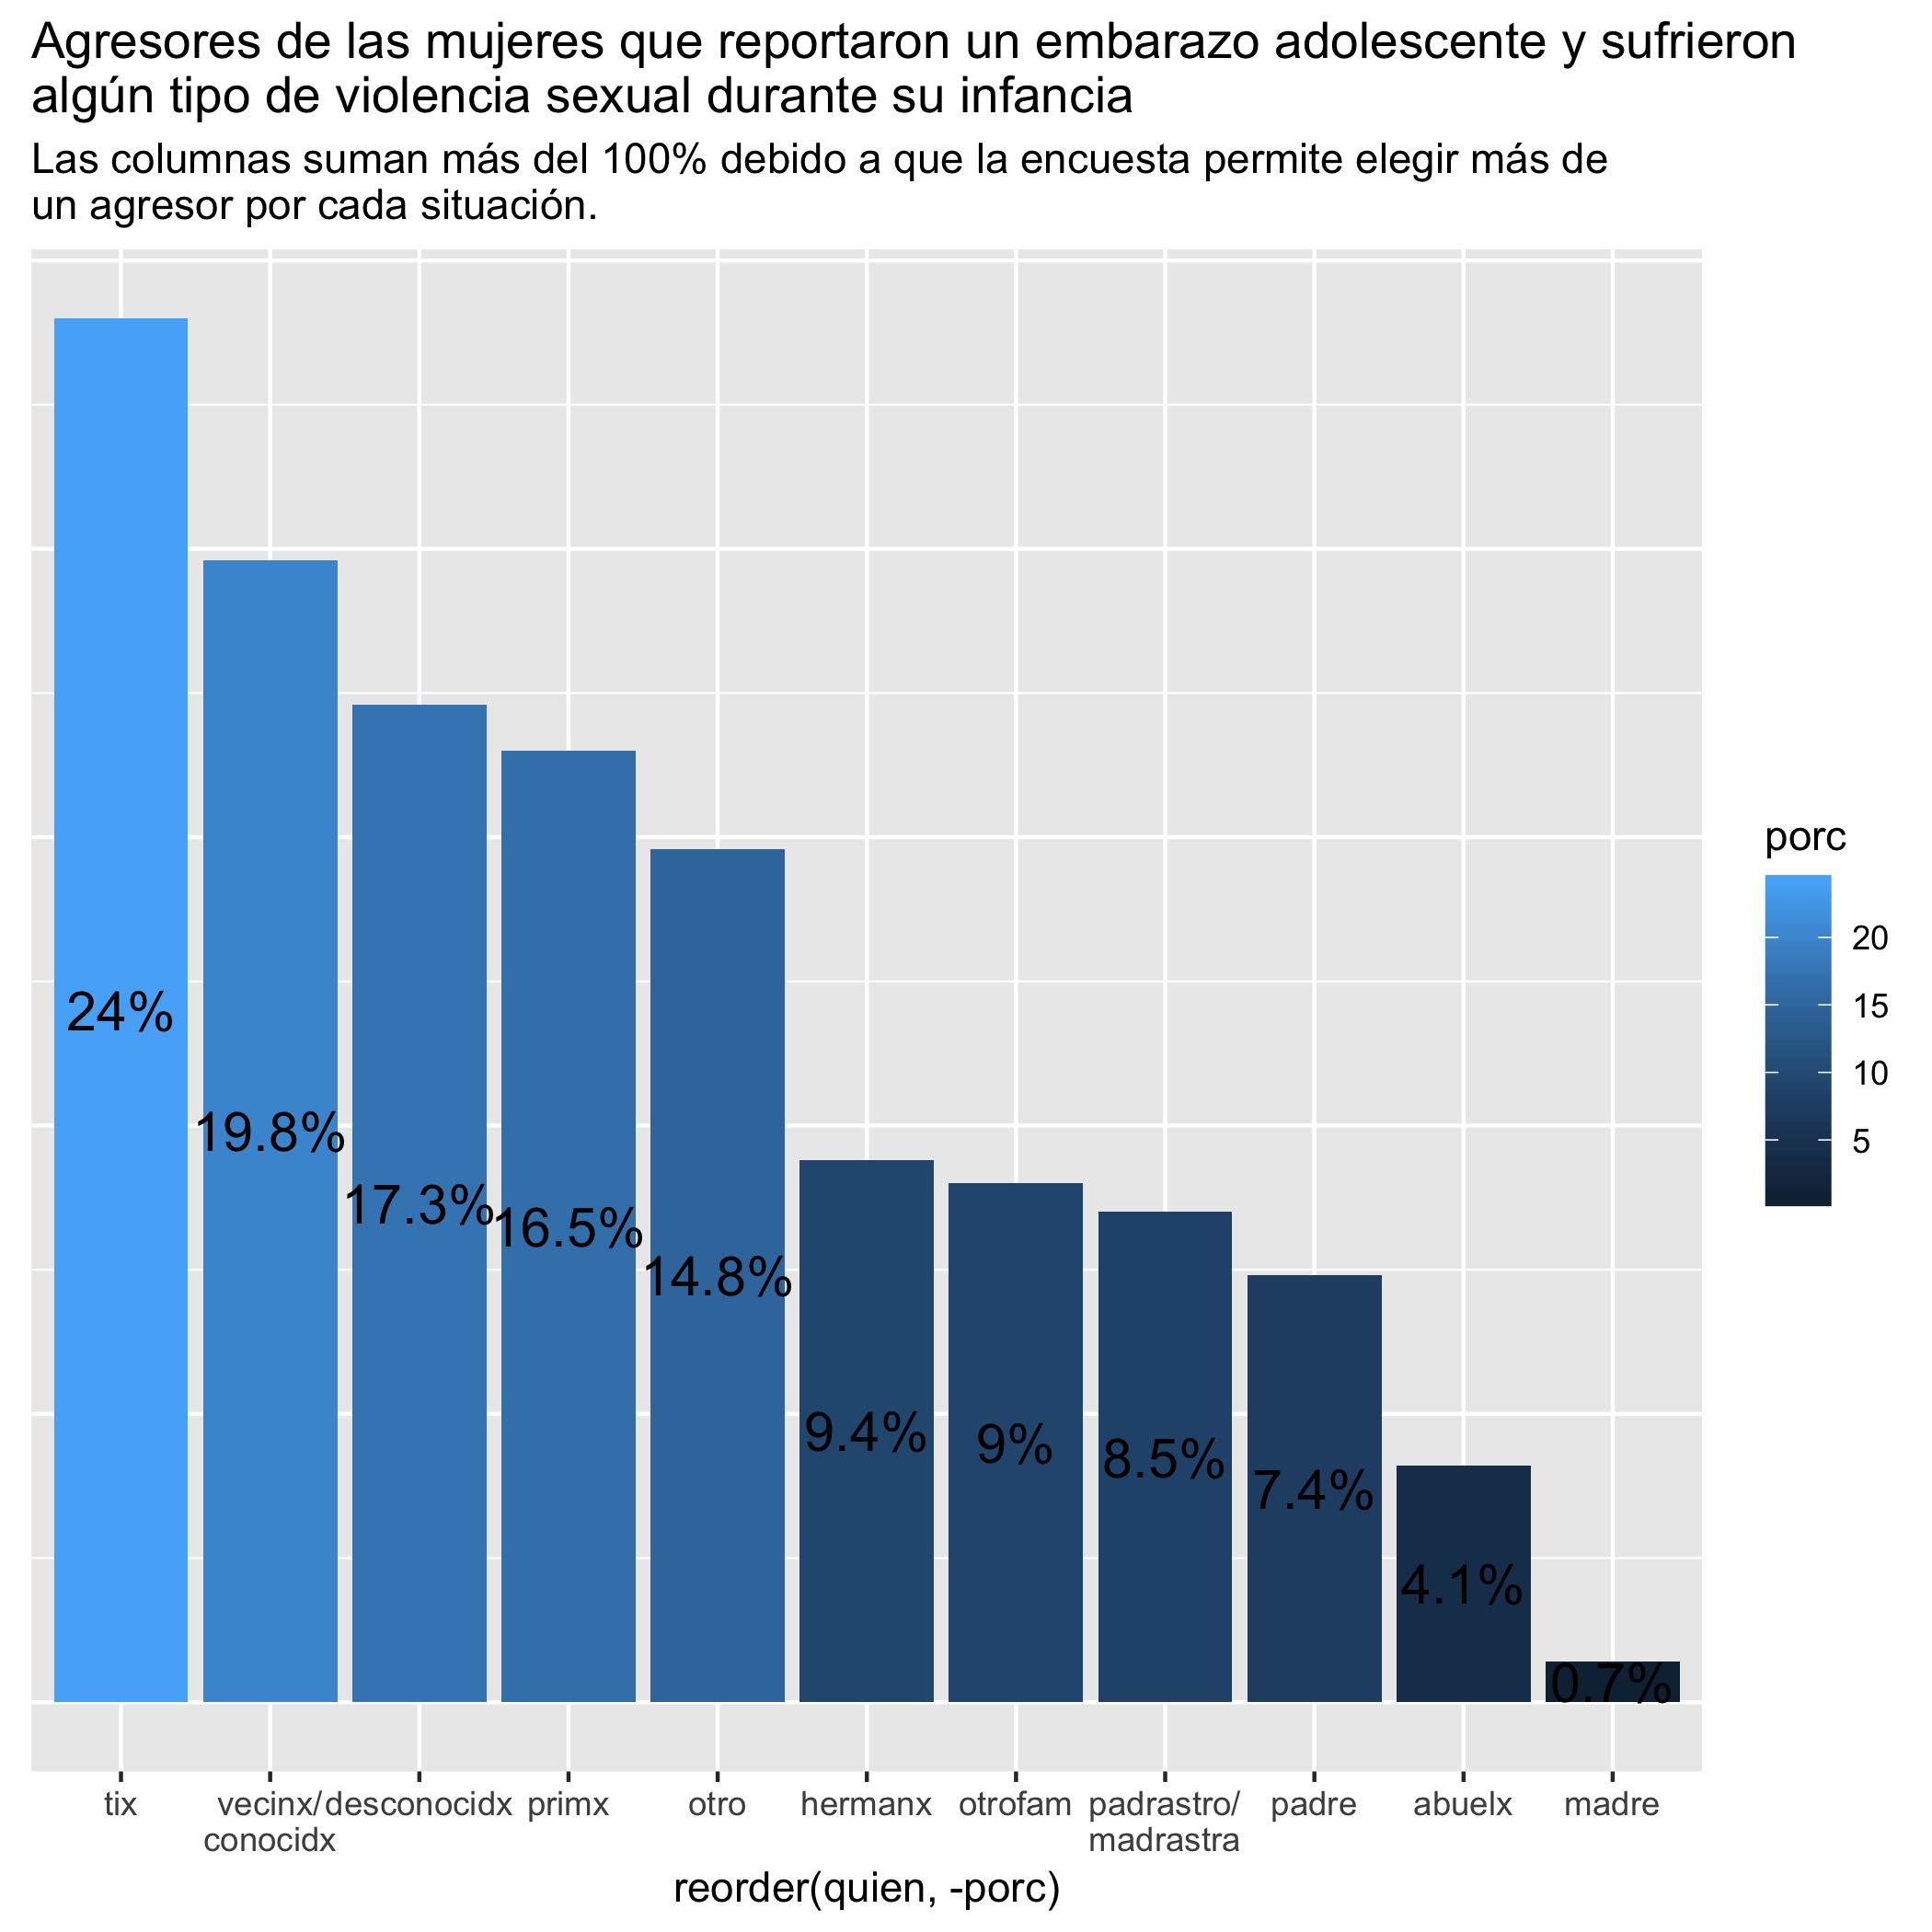 Agresores de las mujeres que reportaron un embarazo adolescente y sufrieron
algún tipo de violencia sexual durante su infancia
Las columnas suman más del 100% debido a que la encuesta permite elegir más de
un agresor por cada situación.
24%
19.8%
17.3%
16.5%
14.8%
9.4%
9%
8.5%
7.4%
4.1%
0.7%
tix
vecinx/
conocidx
desconocidx
primx
otro
hermanx
otrofam
padrastro/
madrastra
padre
abuelx
madre
reorder(quien, -porc)
porc
20
15
10
5